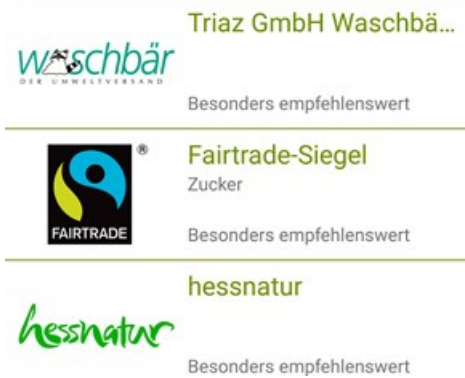 waschbär
DER UMWELTVERSAND
Triaz GmbH Waschbä...
Besonders empfehlenswert
FAIRTRADE
®
Fairtrade-Siegel
Zucker
Besonders empfehlenswert
hessnatur
hessnatur
Besonders empfehlenswert